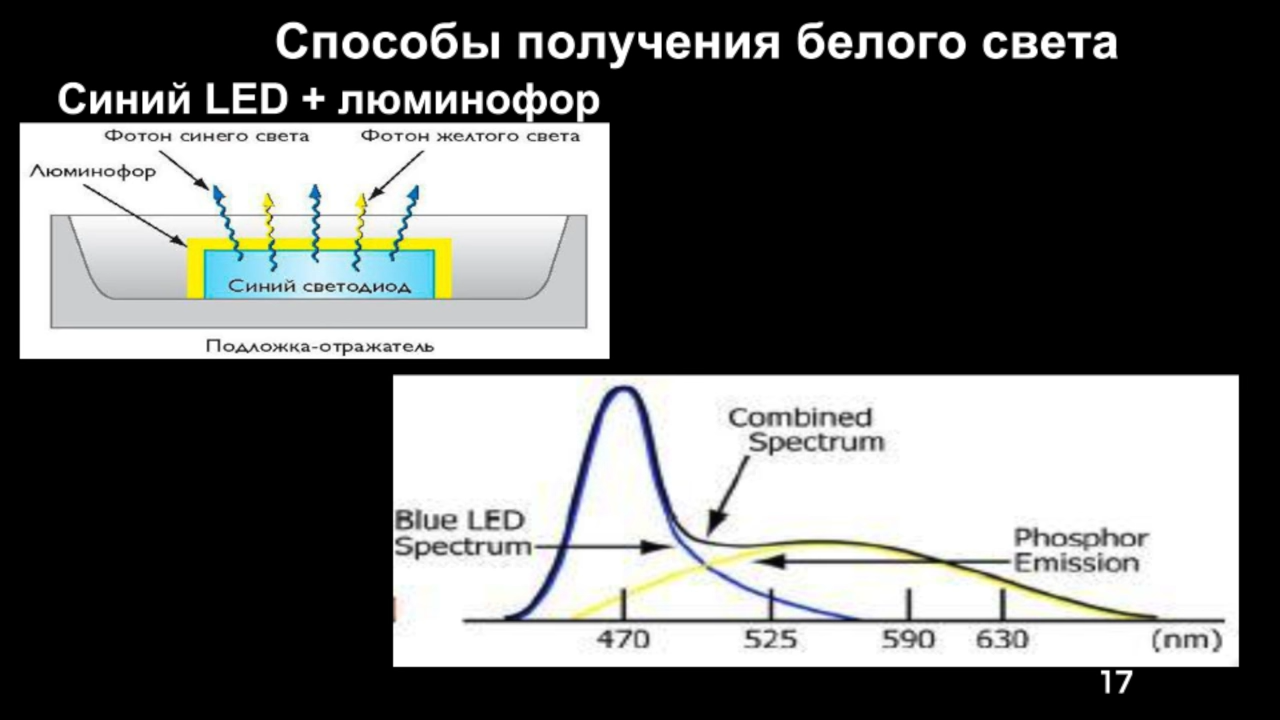 Способы получения белого света
Синий LED + люминофор
Фотон синего света
Фотон желтого света
Люминофор
Синий светодиод
Подложка-отражатель
Combined
Spectrum
Blue LED
Spectrum
Phosphor
Emission
470 525 590 630 (nm)
17